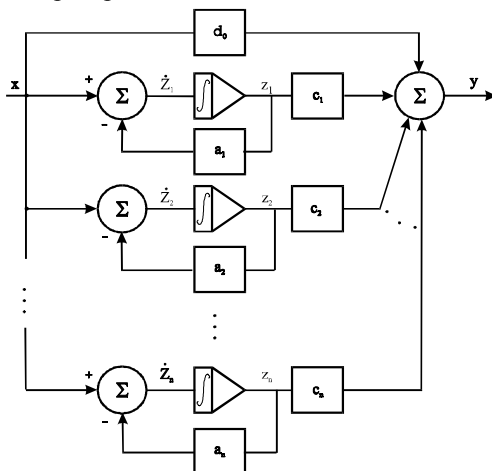 d₀
x + Σ Ż₁ ∫ z₁ c₁ Σ y
- a₁
Σ Ż₂ ∫ z₂ c₂
- a₂
+ Σ Żₙ ∫ zₙ cₙ
- aₙ